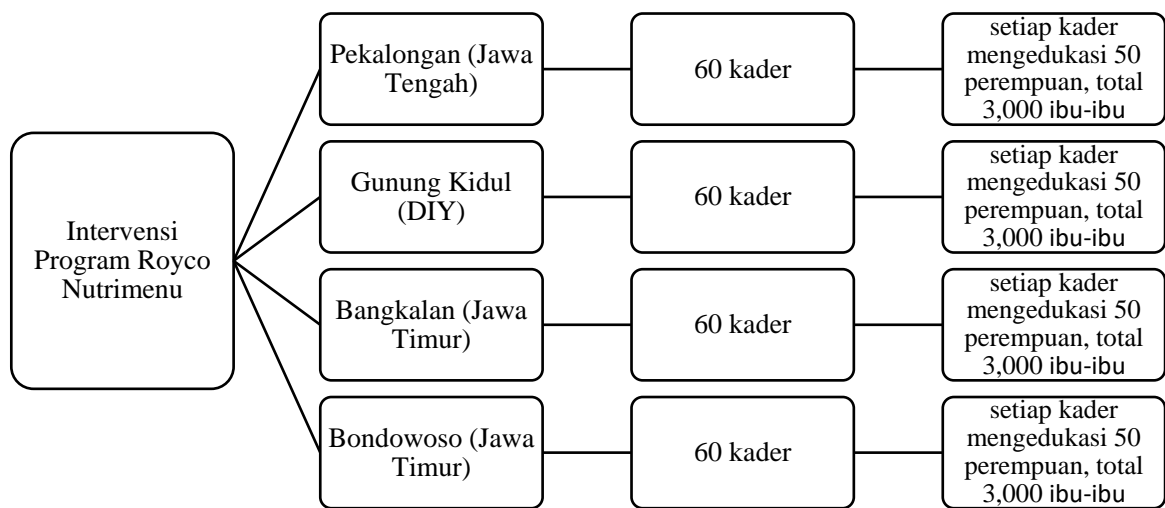 Intervensi
Program Royco
Nutrimenu
Pekalongan (Jawa
Tengah)
60 kader
setiap kader
mengedukasi 50
perempuan, total
3,000 ibu-ibu
Gunung Kidul
(DIY)
60 kader
setiap kader
mengedukasi 50
perempuan, total
3,000 ibu-ibu
Bangkalan (Jawa
Timur)
60 kader
setiap kader
mengedukasi 50
perempuan, total
3,000 ibu-ibu
Bondowoso (Jawa
Timur)
60 kader
setiap kader
mengedukasi 50
perempuan, total
3,000 ibu-ibu